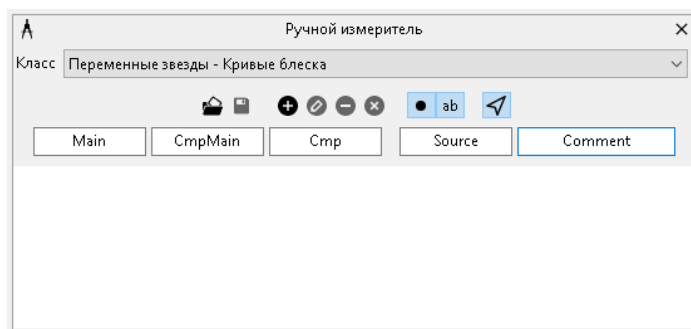 Ручной измеритель
Класс Переменные звезды - Кривые блеска
ab
Main CmpMain Cmp Source Comment